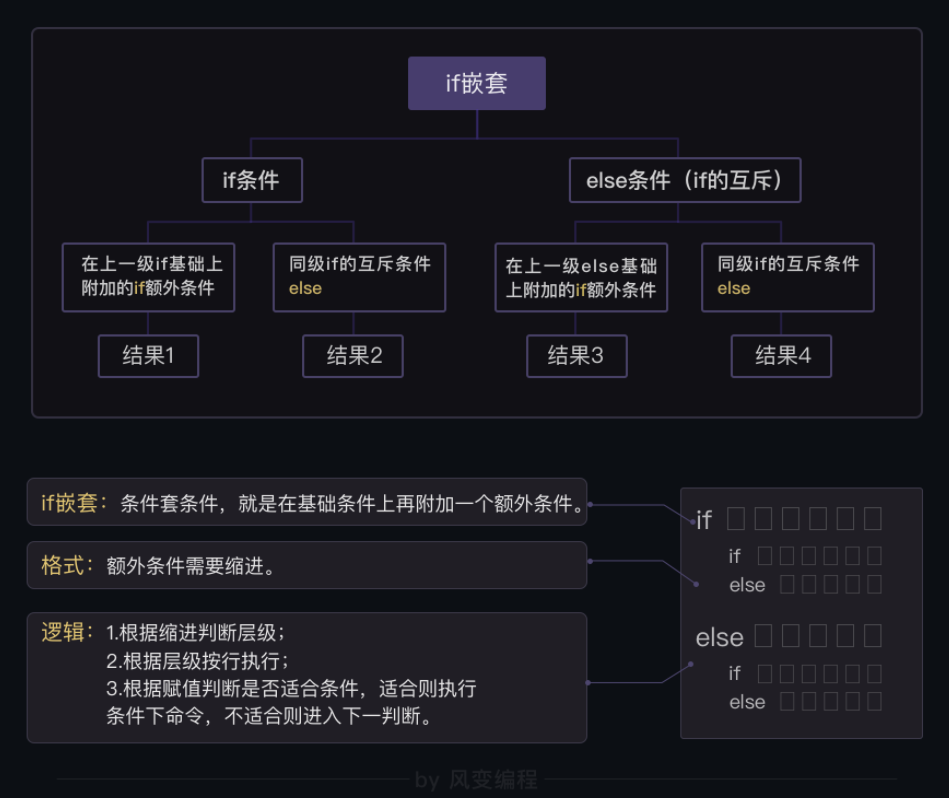 if嵌套
if条件
else条件（if的互斥）
在上一级if基础上
附加的if额外条件
同级if的互斥条件
else
在上一级else基础
上附加的if额外条件
同级if的互斥条件
else
结果1
结果2
结果3
结果4
if嵌套：条件套条件，就是在基础条件上再附加一个额外条件。
格式：额外条件需要缩进。
逻辑：1.根据缩进判断层级；
2.根据层级按行执行；
3.根据赋值判断是否适合条件，适合则执行
条件下命令，不适合则进入下一判断。
if □ □ □ □ □ □
if □ □ □ □ □ □
else □ □ □ □ □
else □ □ □ □ □
if □ □ □ □ □ □
else □ □ □ □ □
by 风变编程